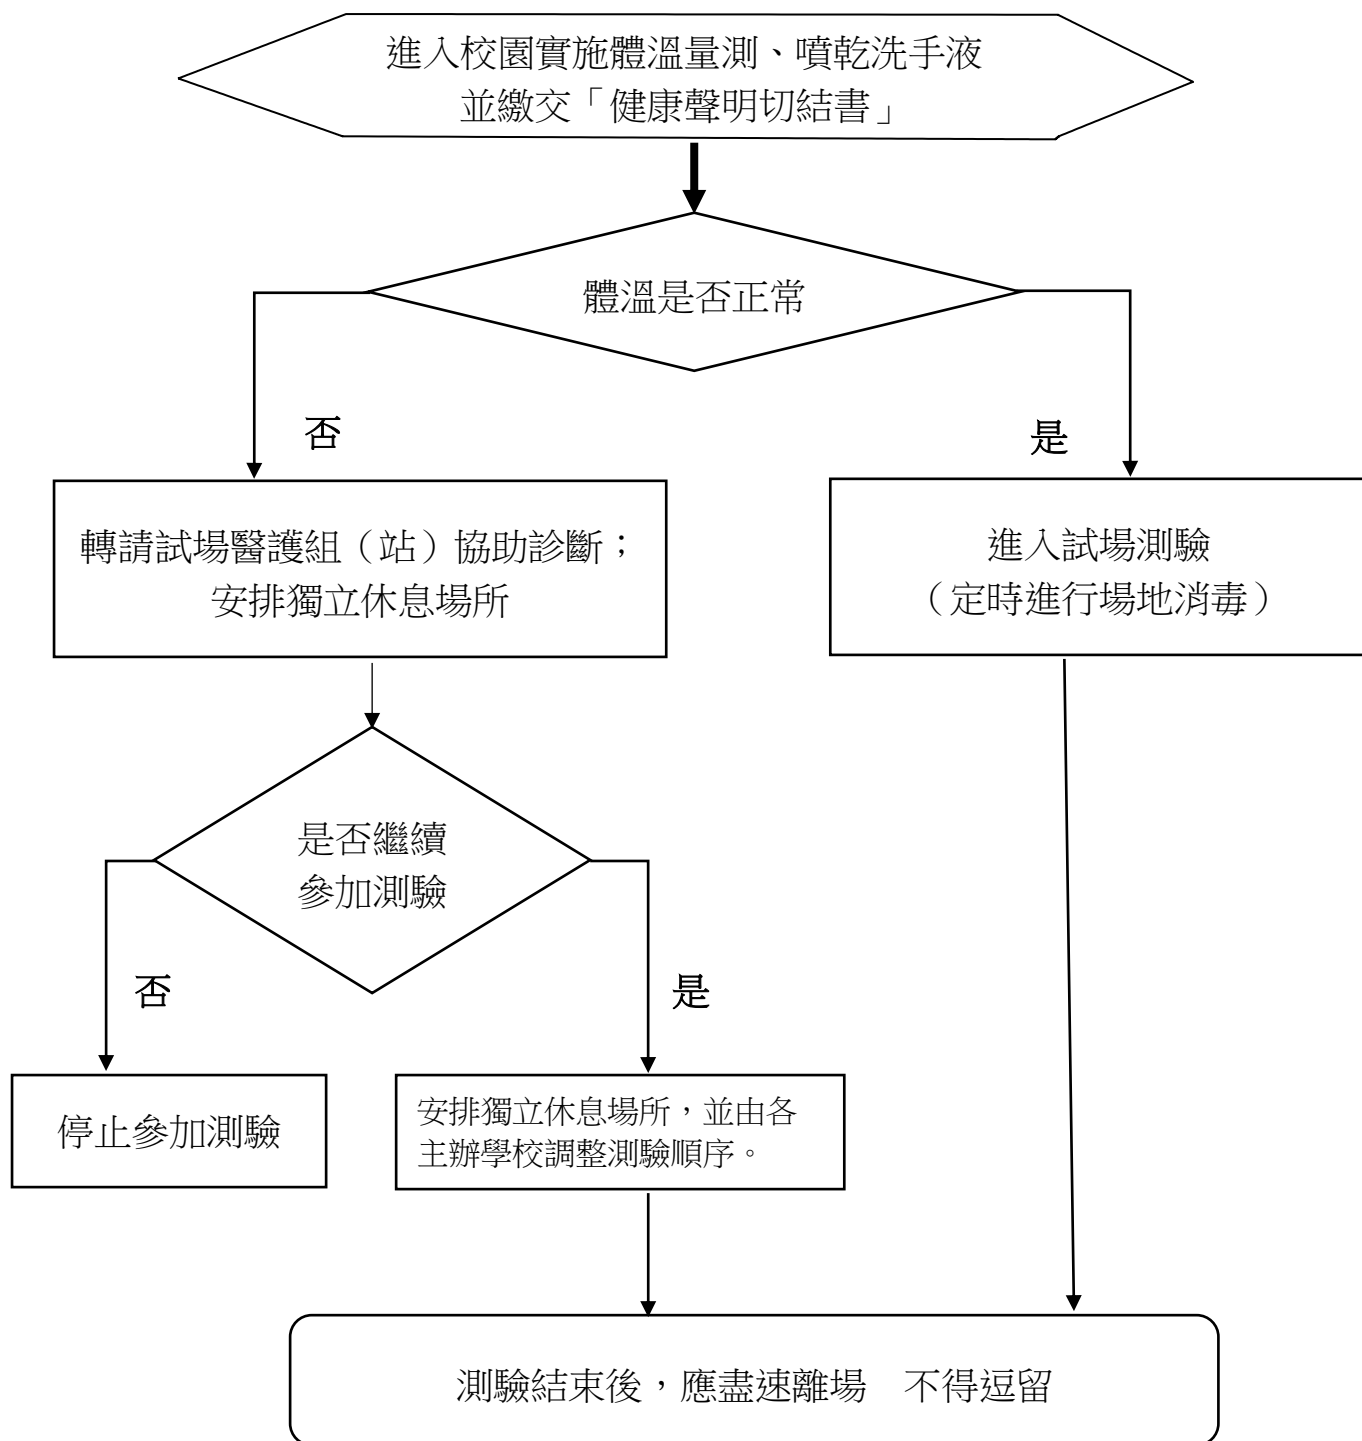 進入校園實施體溫量測、噴乾洗手液
並繳交「健康聲明切結書」
體溫是否正常
否
是
轉請試場醫護組（站）協助診斷；
安排獨立休息場所
進入試場測驗
（定時進行場地消毒）
是否繼續
參加測驗
否
是
停止參加測驗
安排獨立休息場所，並由各
主辦學校調整測驗順序。
測驗結束後，應盡速離場　不得逗留